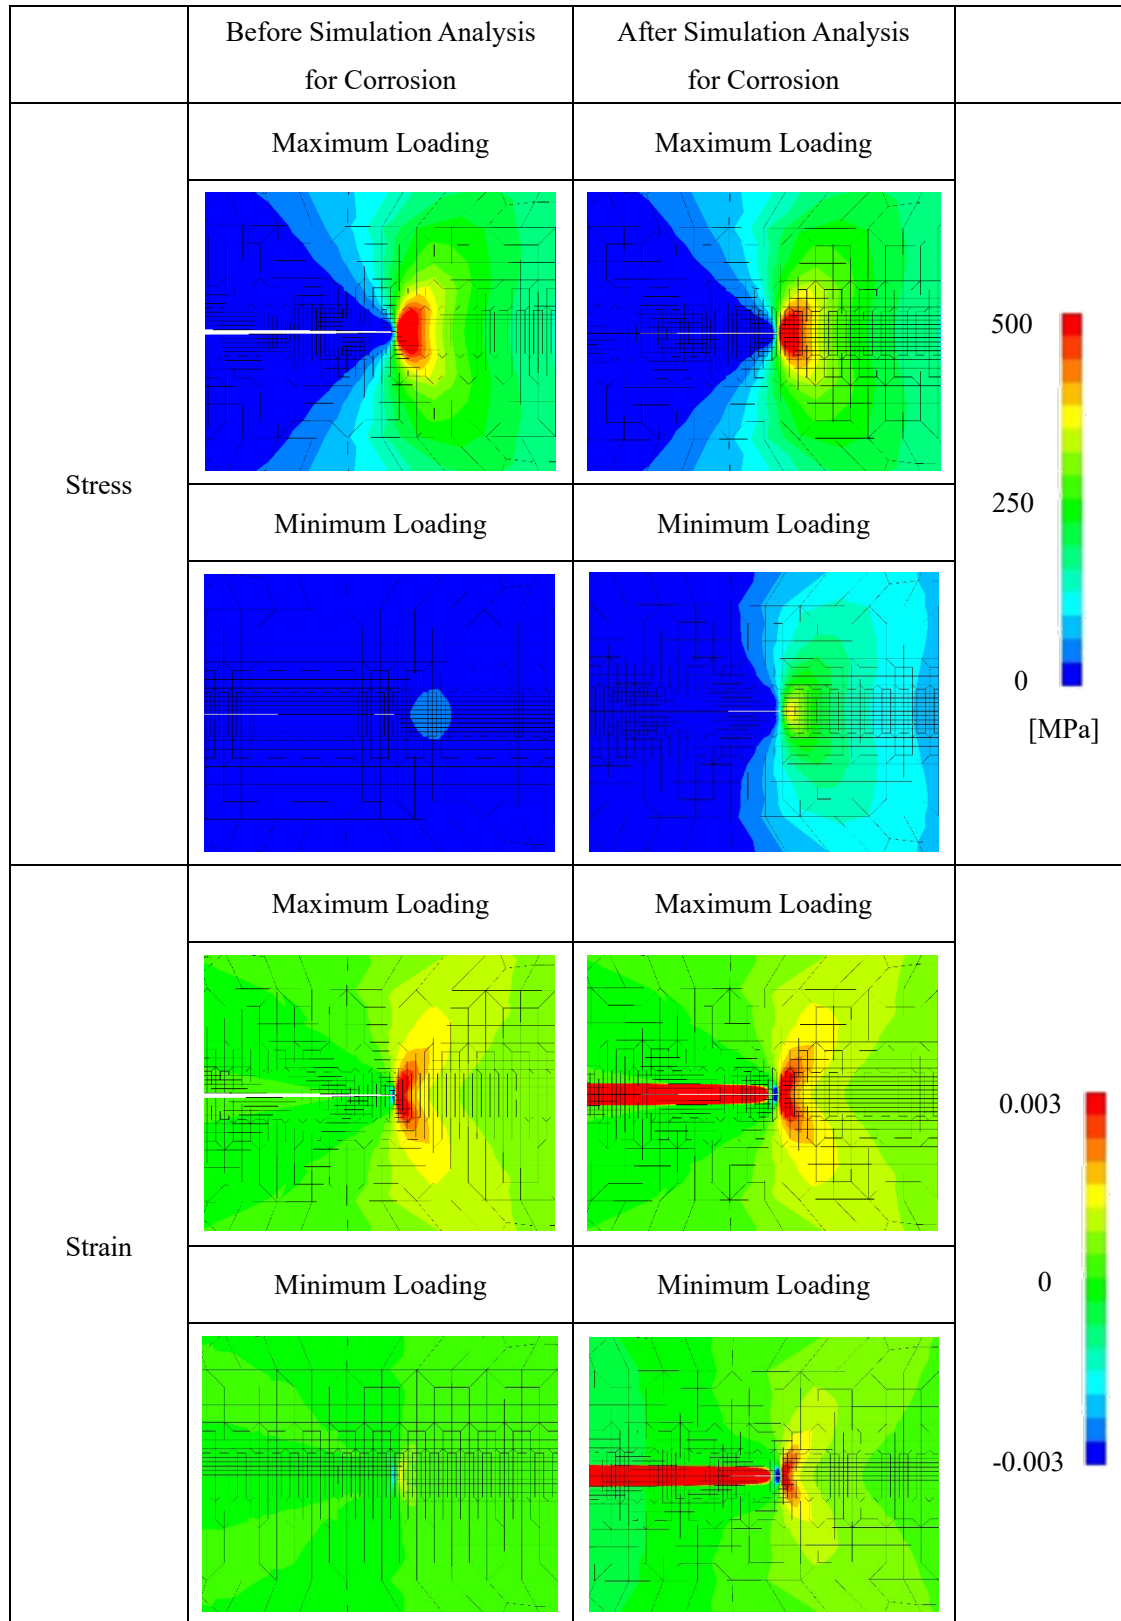 Before Simulation Analysis
for Corrosion
After Simulation Analysis
for Corrosion
Maximum Loading
Maximum Loading
Stress
Minimum Loading
Minimum Loading
500
250
0
[MPa]
Maximum Loading
Maximum Loading
Strain
Minimum Loading
Minimum Loading
0.003
0
-0.003